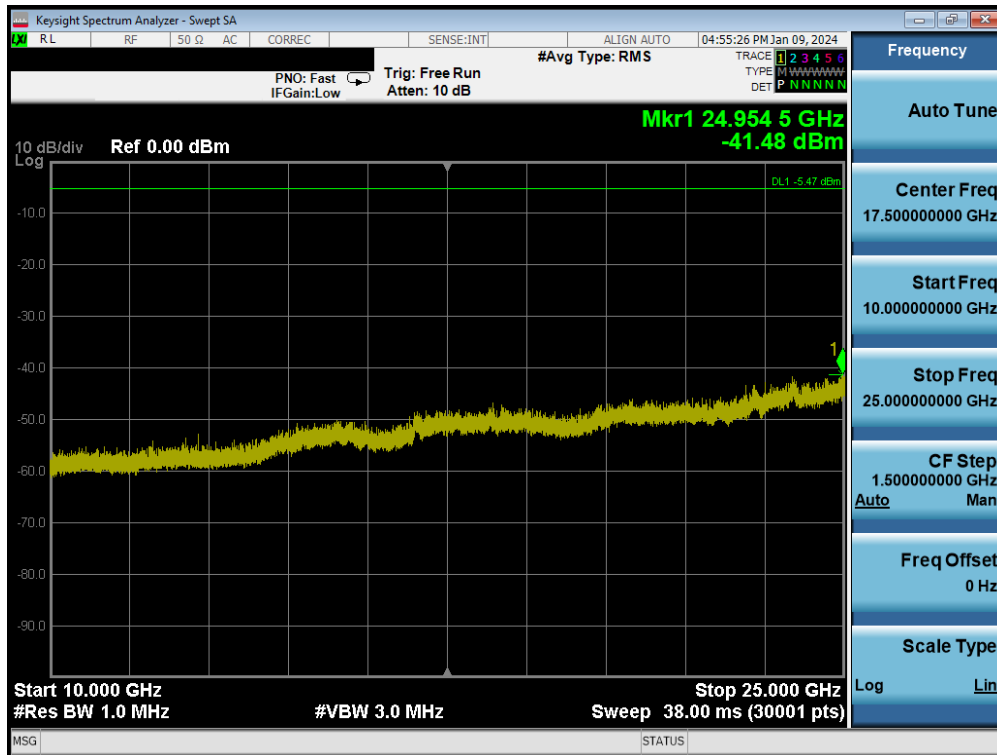 Keysight Spectrum Analyzer - Swept SA
LXI RL RF 50 Ω AC CORREC SENSE:INT ALIGN AUTO 04:55:26 PM Jan 09, 2024
Frequency
#Avg Type: RMS
TRACE 1 2 3 4 5 6
PNO: Fast Trig: Free Run
TYPE M WWWWW
IFGain:Low Atten: 10 dB
DET P N N N N N
Auto Tune
Mkr1 24.954 5 GHz
-41.48 dBm
10 dB/div Ref 0.00 dBm
Log
DL1 -5.47 dBm
Center Freq
17.500000000 GHz
-10.0
-20.0
Start Freq
10.000000000 GHz
-30.0
1
-40.0
Stop Freq
25.000000000 GHz
-50.0
-60.0
CF Step
1.500000000 GHz
Auto Man
-70.0
-80.0
Freq Offset
0 Hz
-90.0
Scale Type
Log Lin
Start 10.000 GHz Stop 25.000 GHz
#Res BW 1.0 MHz #VBW 3.0 MHz Sweep 38.00 ms (30001 pts)
MSG STATUS